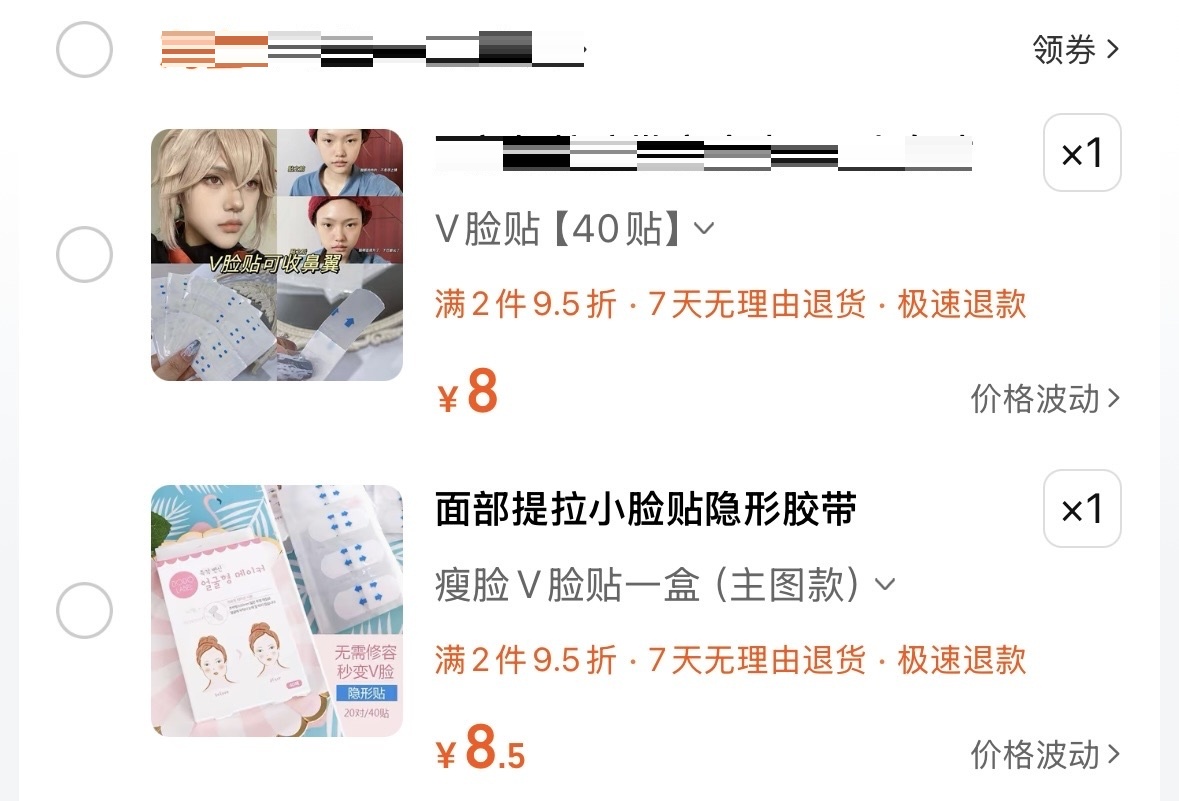 领券 >
×1
V脸贴【40贴】
满2件9.5折 · 7天无理由退货 · 极速退款
¥8
价格波动 >
V脸贴可收鼻翼
面部提拉小脸贴隐形胶带
×1
瘦脸V脸贴一盒（主图款）
满2件9.5折 · 7天无理由退货 · 极速退款
¥8.5
价格波动 >
얼굴형 메이커
before
after
无需修容
秒变V脸
隐形贴
20对/40贴